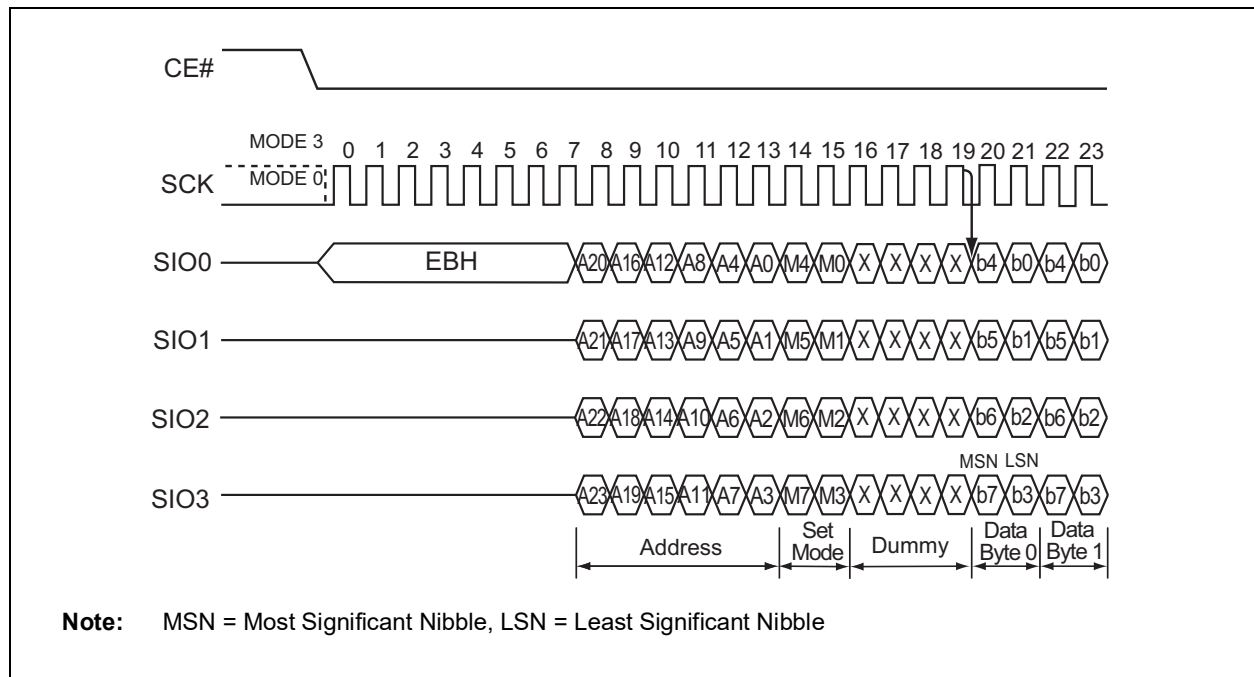 CE#
MODE 3
0 1 2 3 4 5 6 7 8 9 10 11 12 13 14 15 16 17 18 19 20 21 22 23
SCK
MODE 0
SIO0 EBH A20 A16 A12 A8 A4 A0 M4 M0 X X X X b4 b0 b4 b0
SIO1 A21 A17 A13 A9 A5 A1 M5 M1 X X X X b5 b1 b5 b1
SIO2 A22 A18 A14 A10 A6 A2 M6 M2 X X X X b6 b2 b6 b2
MSN LSN
SIO3 A23 A19 A15 A11 A7 A3 M7 M3 X X X X b7 b3 b7 b3
Address Set Mode Dummy Data Byte 0 Data Byte 1
Note: MSN = Most Significant Nibble, LSN = Least Significant Nibble